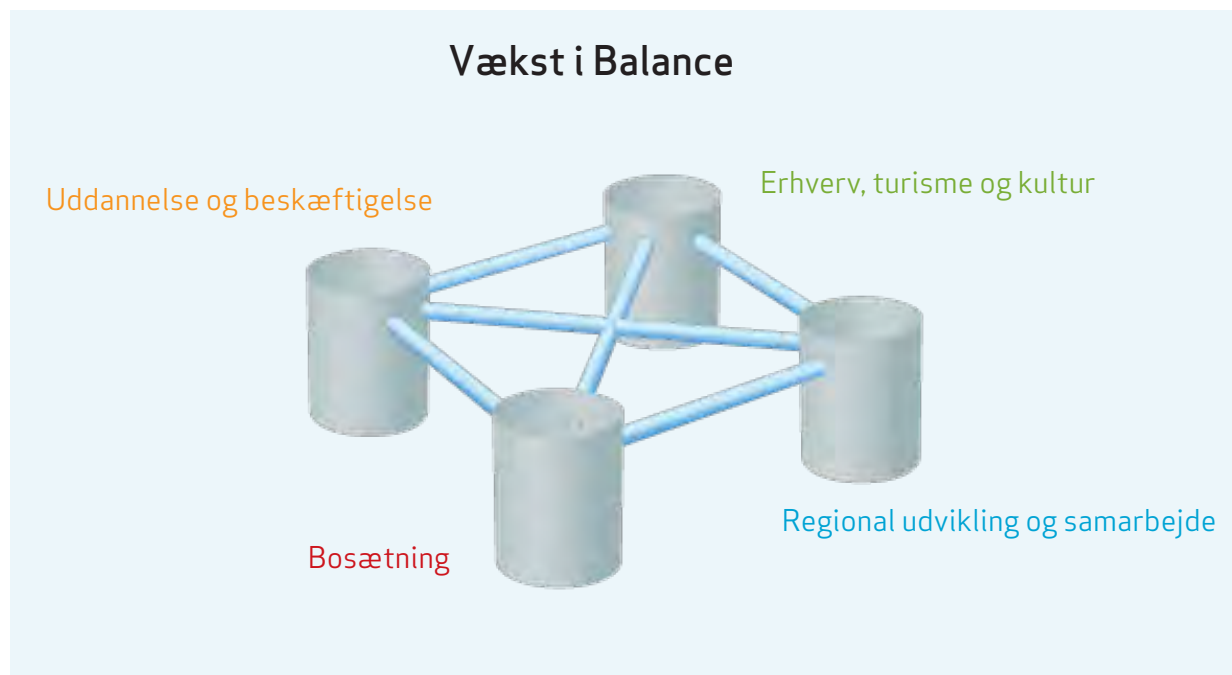 Vækst i Balance
Uddannelse og beskæftigelse
Erhverv, turisme og kultur
Bosætning
Regional udvikling og samarbejde